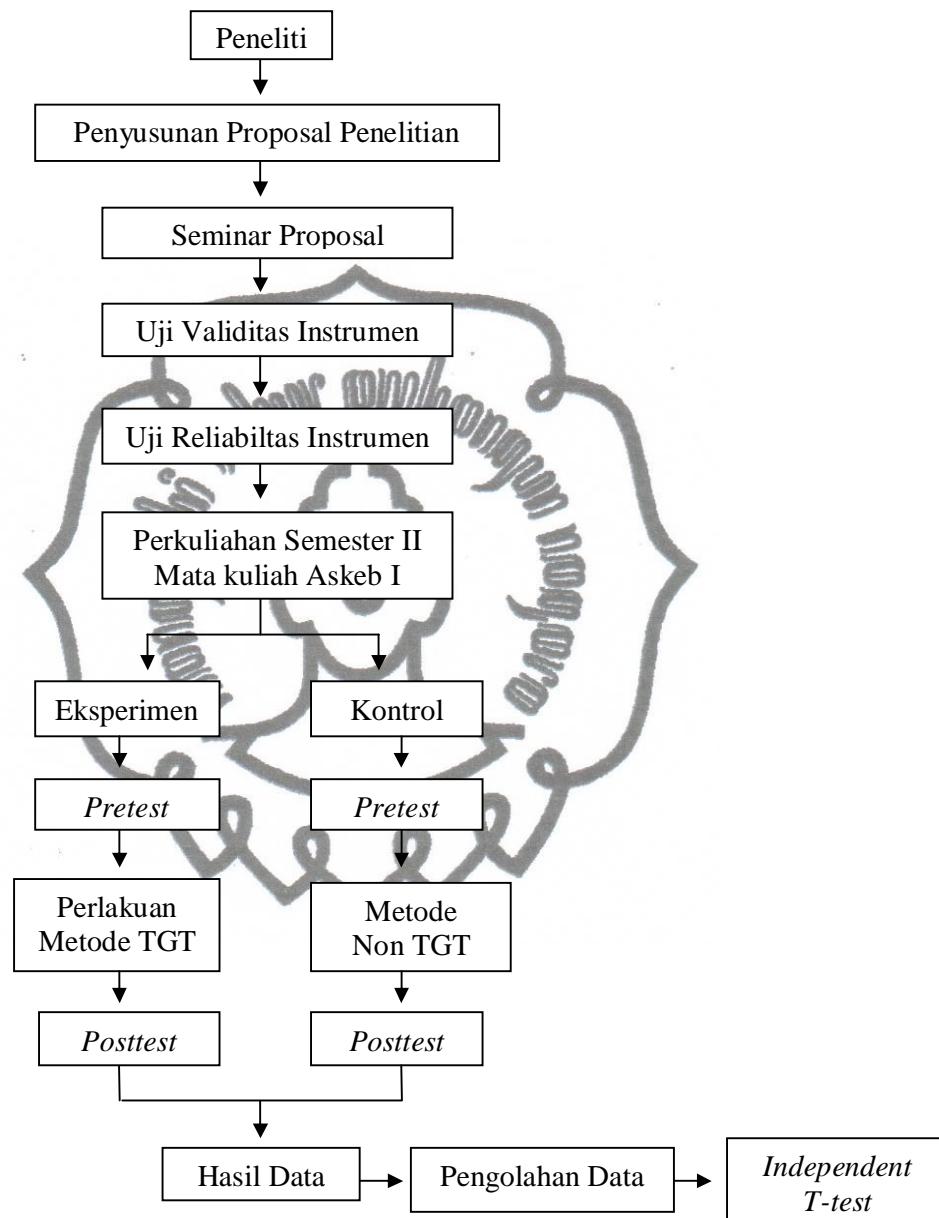 Peneliti
Penyusunan Proposal Penelitian
Seminar Proposal
Uji Validitas Instrumen
Uji Reliabiltas Instrumen
Perkuliahan Semester II
Mata kuliah Askeb I
Eksperimen
Kontrol
Pretest
Pretest
Perlakuan
Metode TGT
Metode
Non TGT
Posttest
Posttest
Hasil Data
Pengolahan Data
Independent
T-test